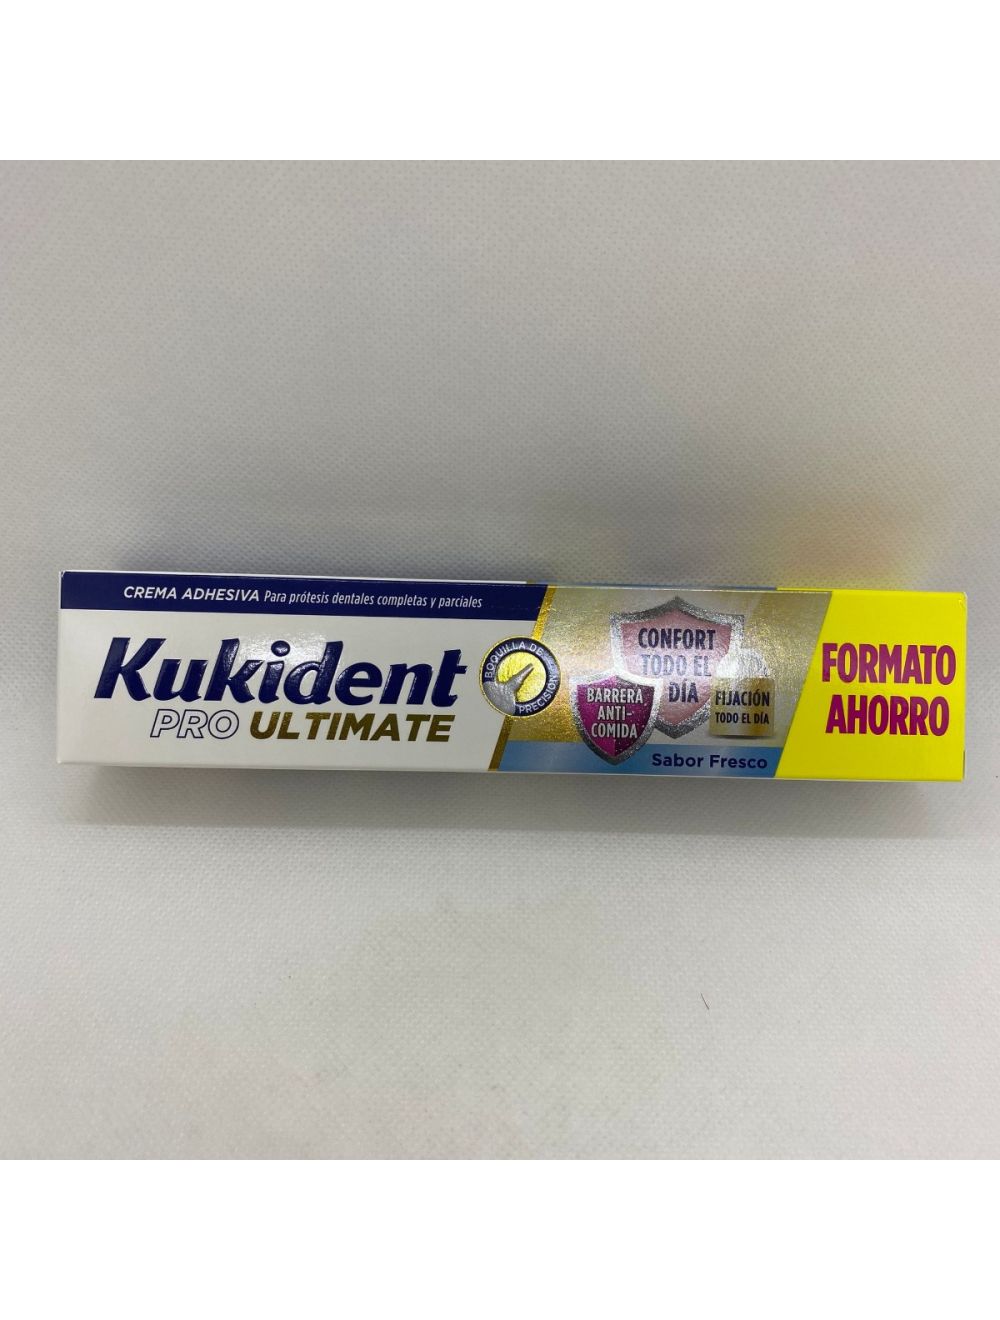 CREMA ADHESIVA Para prótesis dentales completas y parciales
Kukident
PRO ULTIMATE
BOQUILLA DE
PRECISIÓN
CONFORT
TODO EL
DÍA
BARRERA
ANTI-
COMIDA
FIJACIÓN
TODO EL DÍA
Sabor Fresco
FORMATO
AHORRO